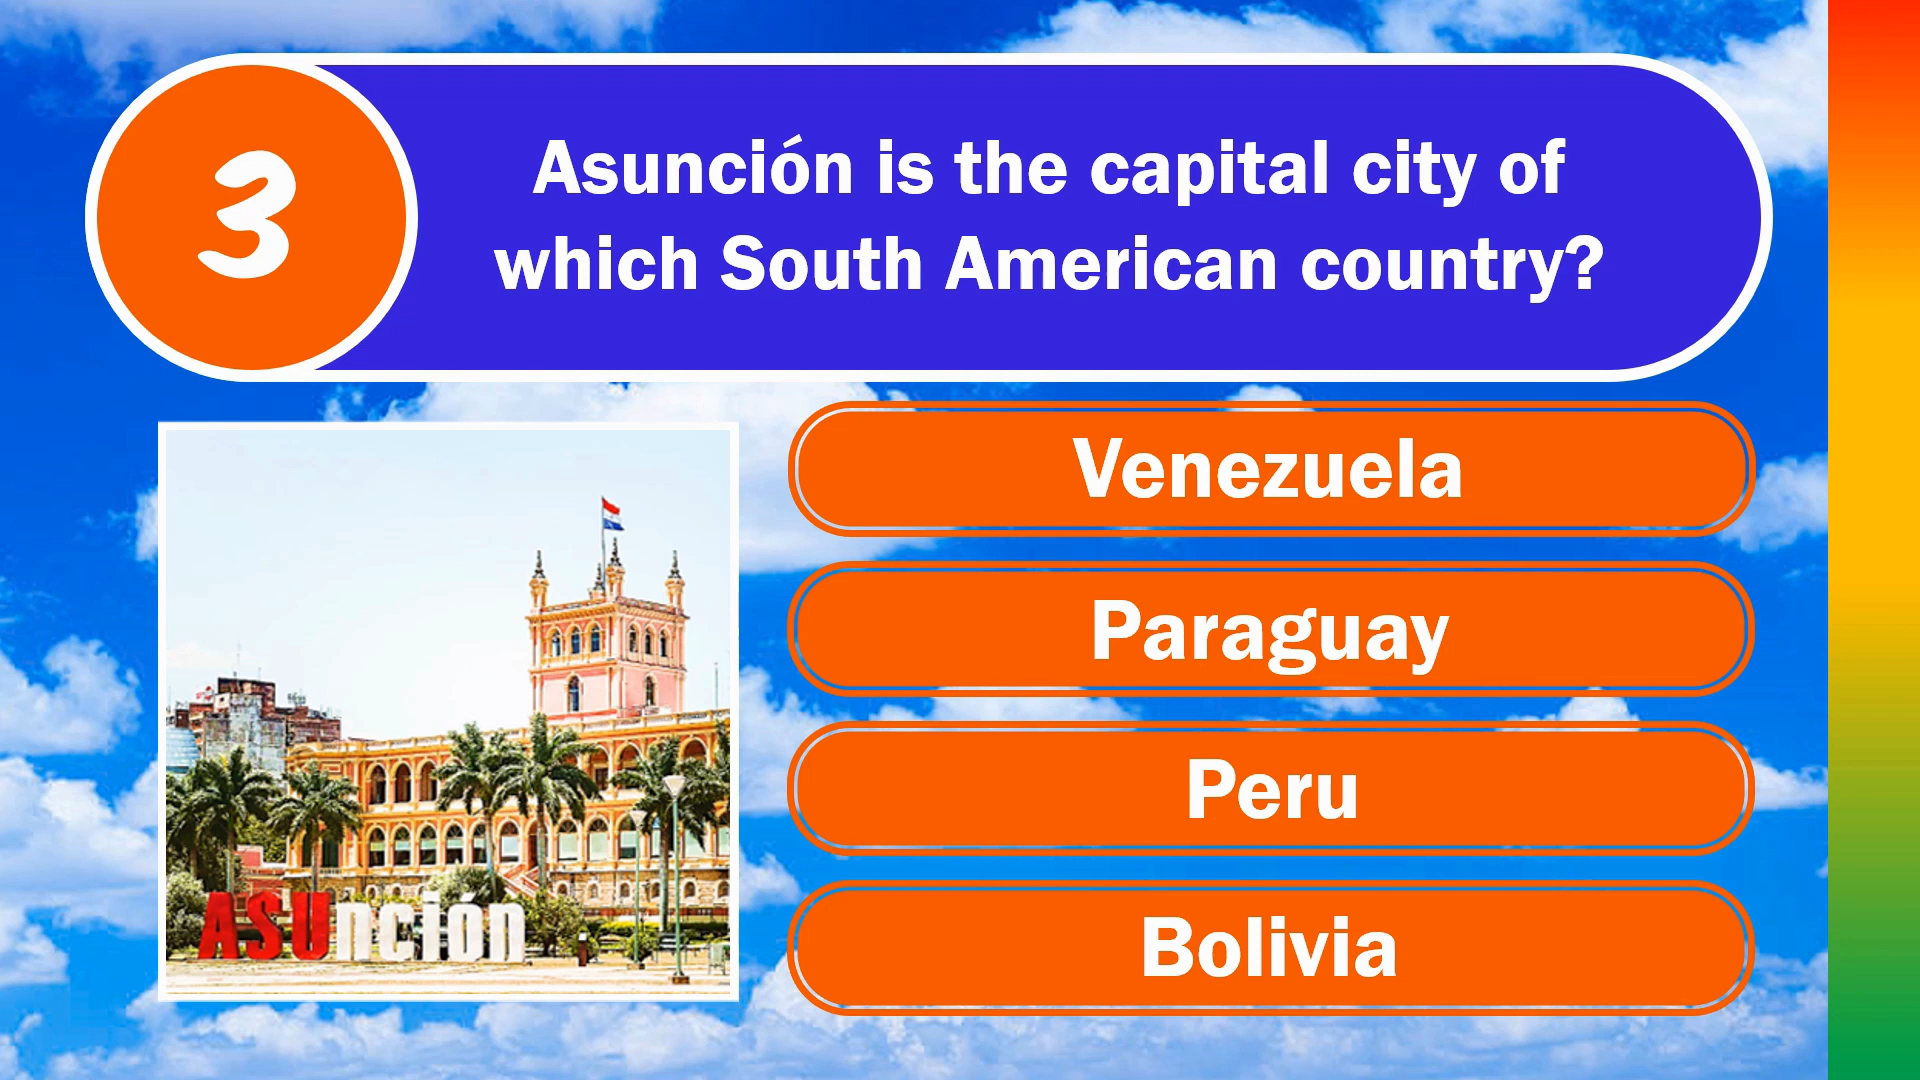 3
Asunción is the capital city of
which South American country?
Venezuela
Paraguay
Peru
Bolivia
ASUnción